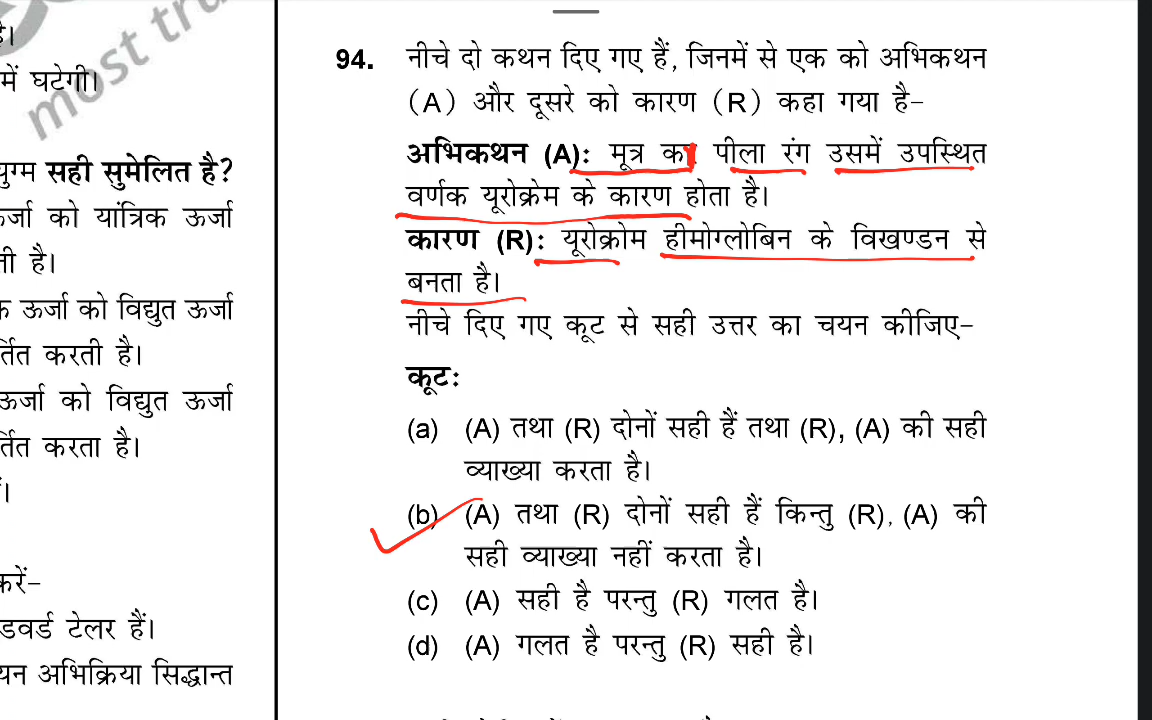 है।
में घटेगी।
most tru
युग्म सही सुमेलित है?
ऊर्जा को यांत्रिक ऊर्जा
ती है।
ऊर्जा को विद्युत ऊर्जा
र्तित करती है।
ऊर्जा को विद्युत ऊर्जा
र्तित करता है।
करें–
डवर्ड टेलर हैं।
यन अभिक्रिया सिद्धान्त
94. नीचे दो कथन दिए गए हैं, जिनमें से एक को अभिकथन
(A) और दूसरे को कारण (R) कहा गया है–
अभिकथन (A): मूत्र का पीला रंग उसमें उपस्थित
वर्णक यूरोक्रेम के कारण होता है।
कारण (R): यूरोक्रोम हीमोग्लोबिन के विखण्डन से
बनता है।
नीचे दिए गए कूट से सही उत्तर का चयन कीजिए–
कूट:
(a) (A) तथा (R) दोनों सही हैं तथा (R), (A) की सही
व्याख्या करता है।
(b) (A) तथा (R) दोनों सही हैं किन्तु (R), (A) की
सही व्याख्या नहीं करता है।
(c) (A) सही है परन्तु (R) गलत है।
(d) (A) गलत है परन्तु (R) सही है।